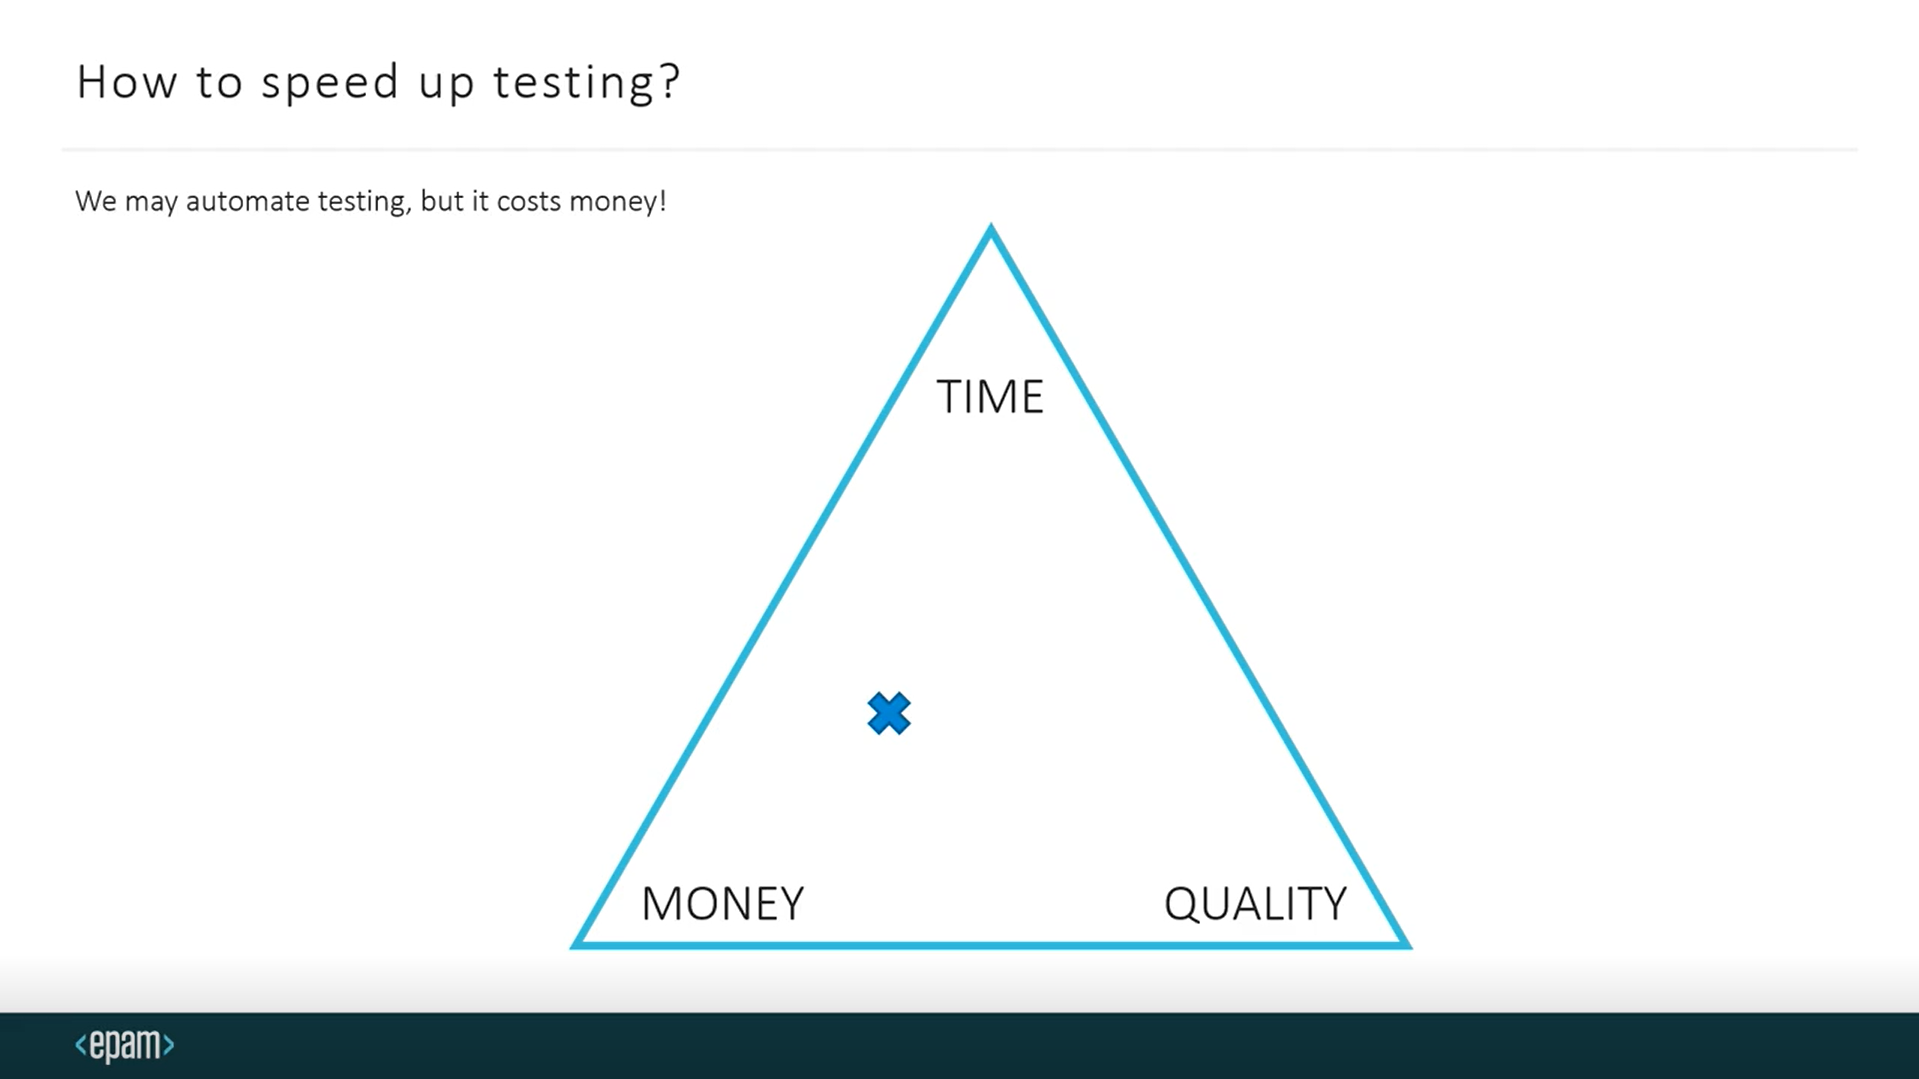 How to speed up testing?
We may automate testing, but it costs money!
TIME
MONEY
QUALITY
<epam>